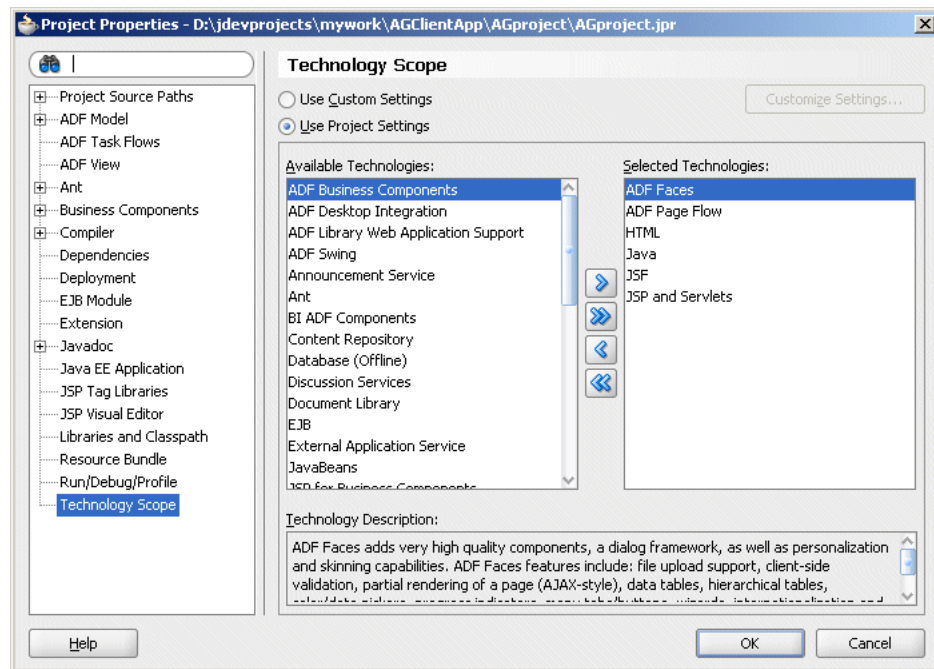 Project Properties - D:\jdevprojects\mywork\AGClientApp\AGproject\AGproject.jpr
Project Source Paths
ADF Model
ADF Task Flows
ADF View
Ant
Business Components
Compiler
Dependencies
Deployment
EJB Module
Extension
Javadoc
Java EE Application
JSP Tag Libraries
JSP Visual Editor
Libraries and Classpath
Resource Bundle
Run/Debug/Profile
Technology Scope
Technology Scope
Use Custom Settings
Customize Settings...
Use Project Settings
Available Technologies:
ADF Business Components
ADF Desktop Integration
ADF Library Web Application Support
ADF Swing
Announcement Service
Ant
BI ADF Components
Content Repository
Database (Offline)
Discussion Services
Document Library
EJB
External Application Service
JavaBeans
JSP for Business Components
Selected Technologies:
ADF Faces
ADF Page Flow
HTML
Java
JSF
JSP and Servlets
Technology Description:
ADF Faces adds very high quality components, a dialog framework, as well as personalization
and skinning capabilities. ADF Faces features include: file upload support, client-side
validation, partial rendering of a page (AJAX-style), data tables, hierarchical tables,
Help
OK
Cancel